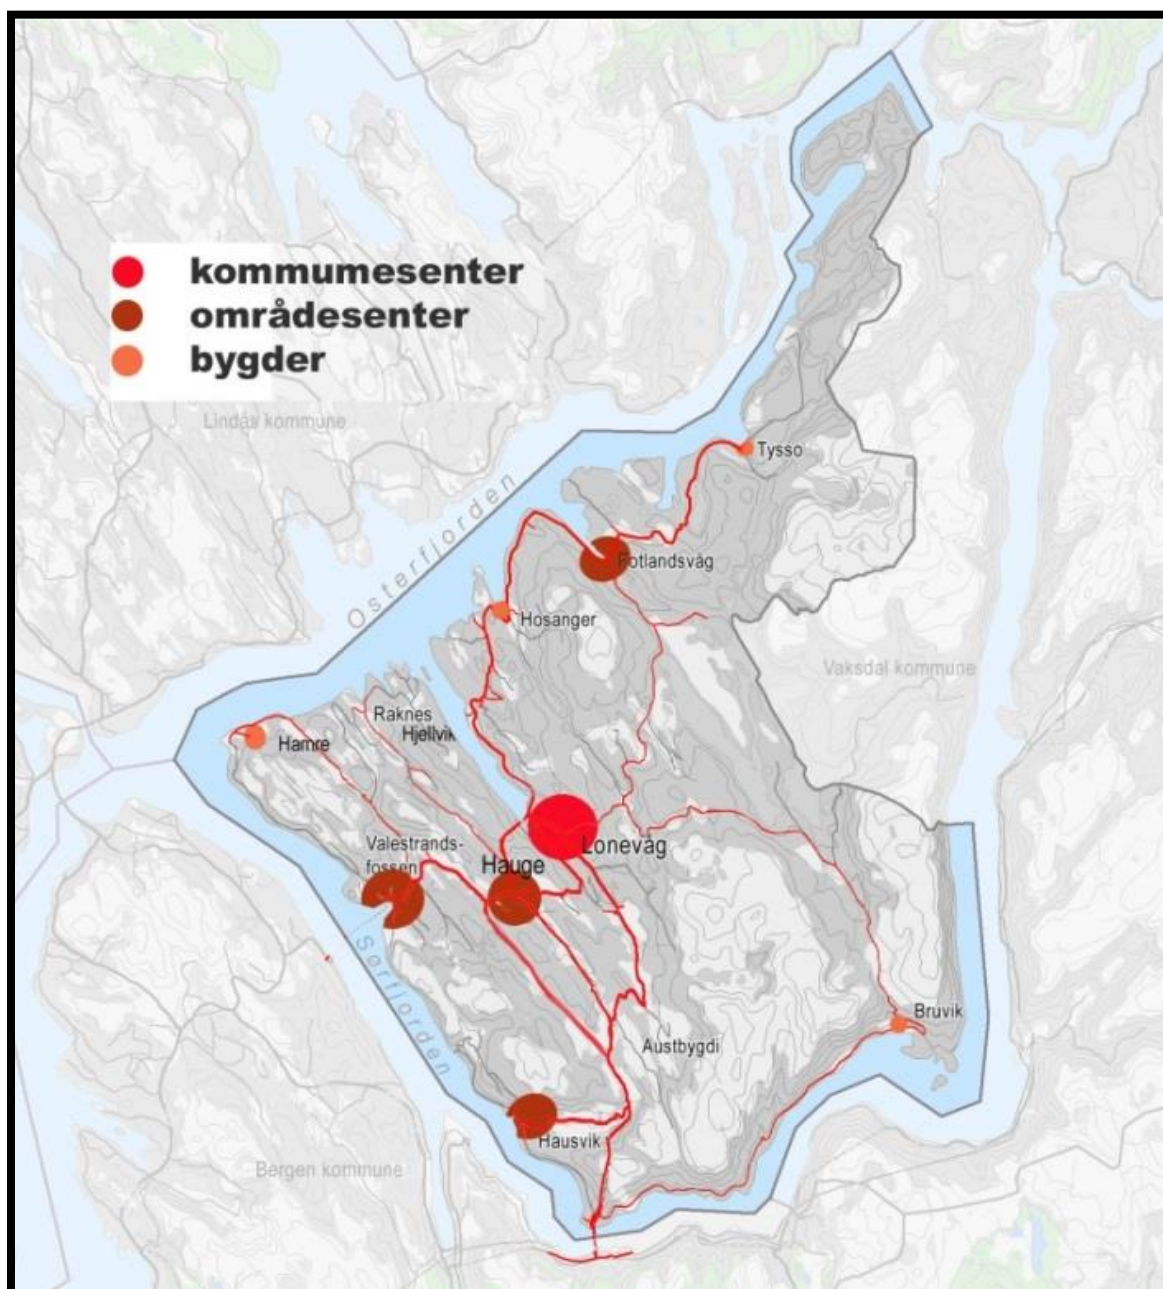 kommumesenter
områdesenter
bygder
Lindås kommune
Osterfjorden
Tysso
Fotlandsvåg
Hosanger
Vaksdal kommune
Raknes
Hjellvik
Hamre
Valestrands-
fossen
Hauge
Lonevåg
Sørfjorden
Bruvik
Austbygdi
Hausvik
Bergen kommune